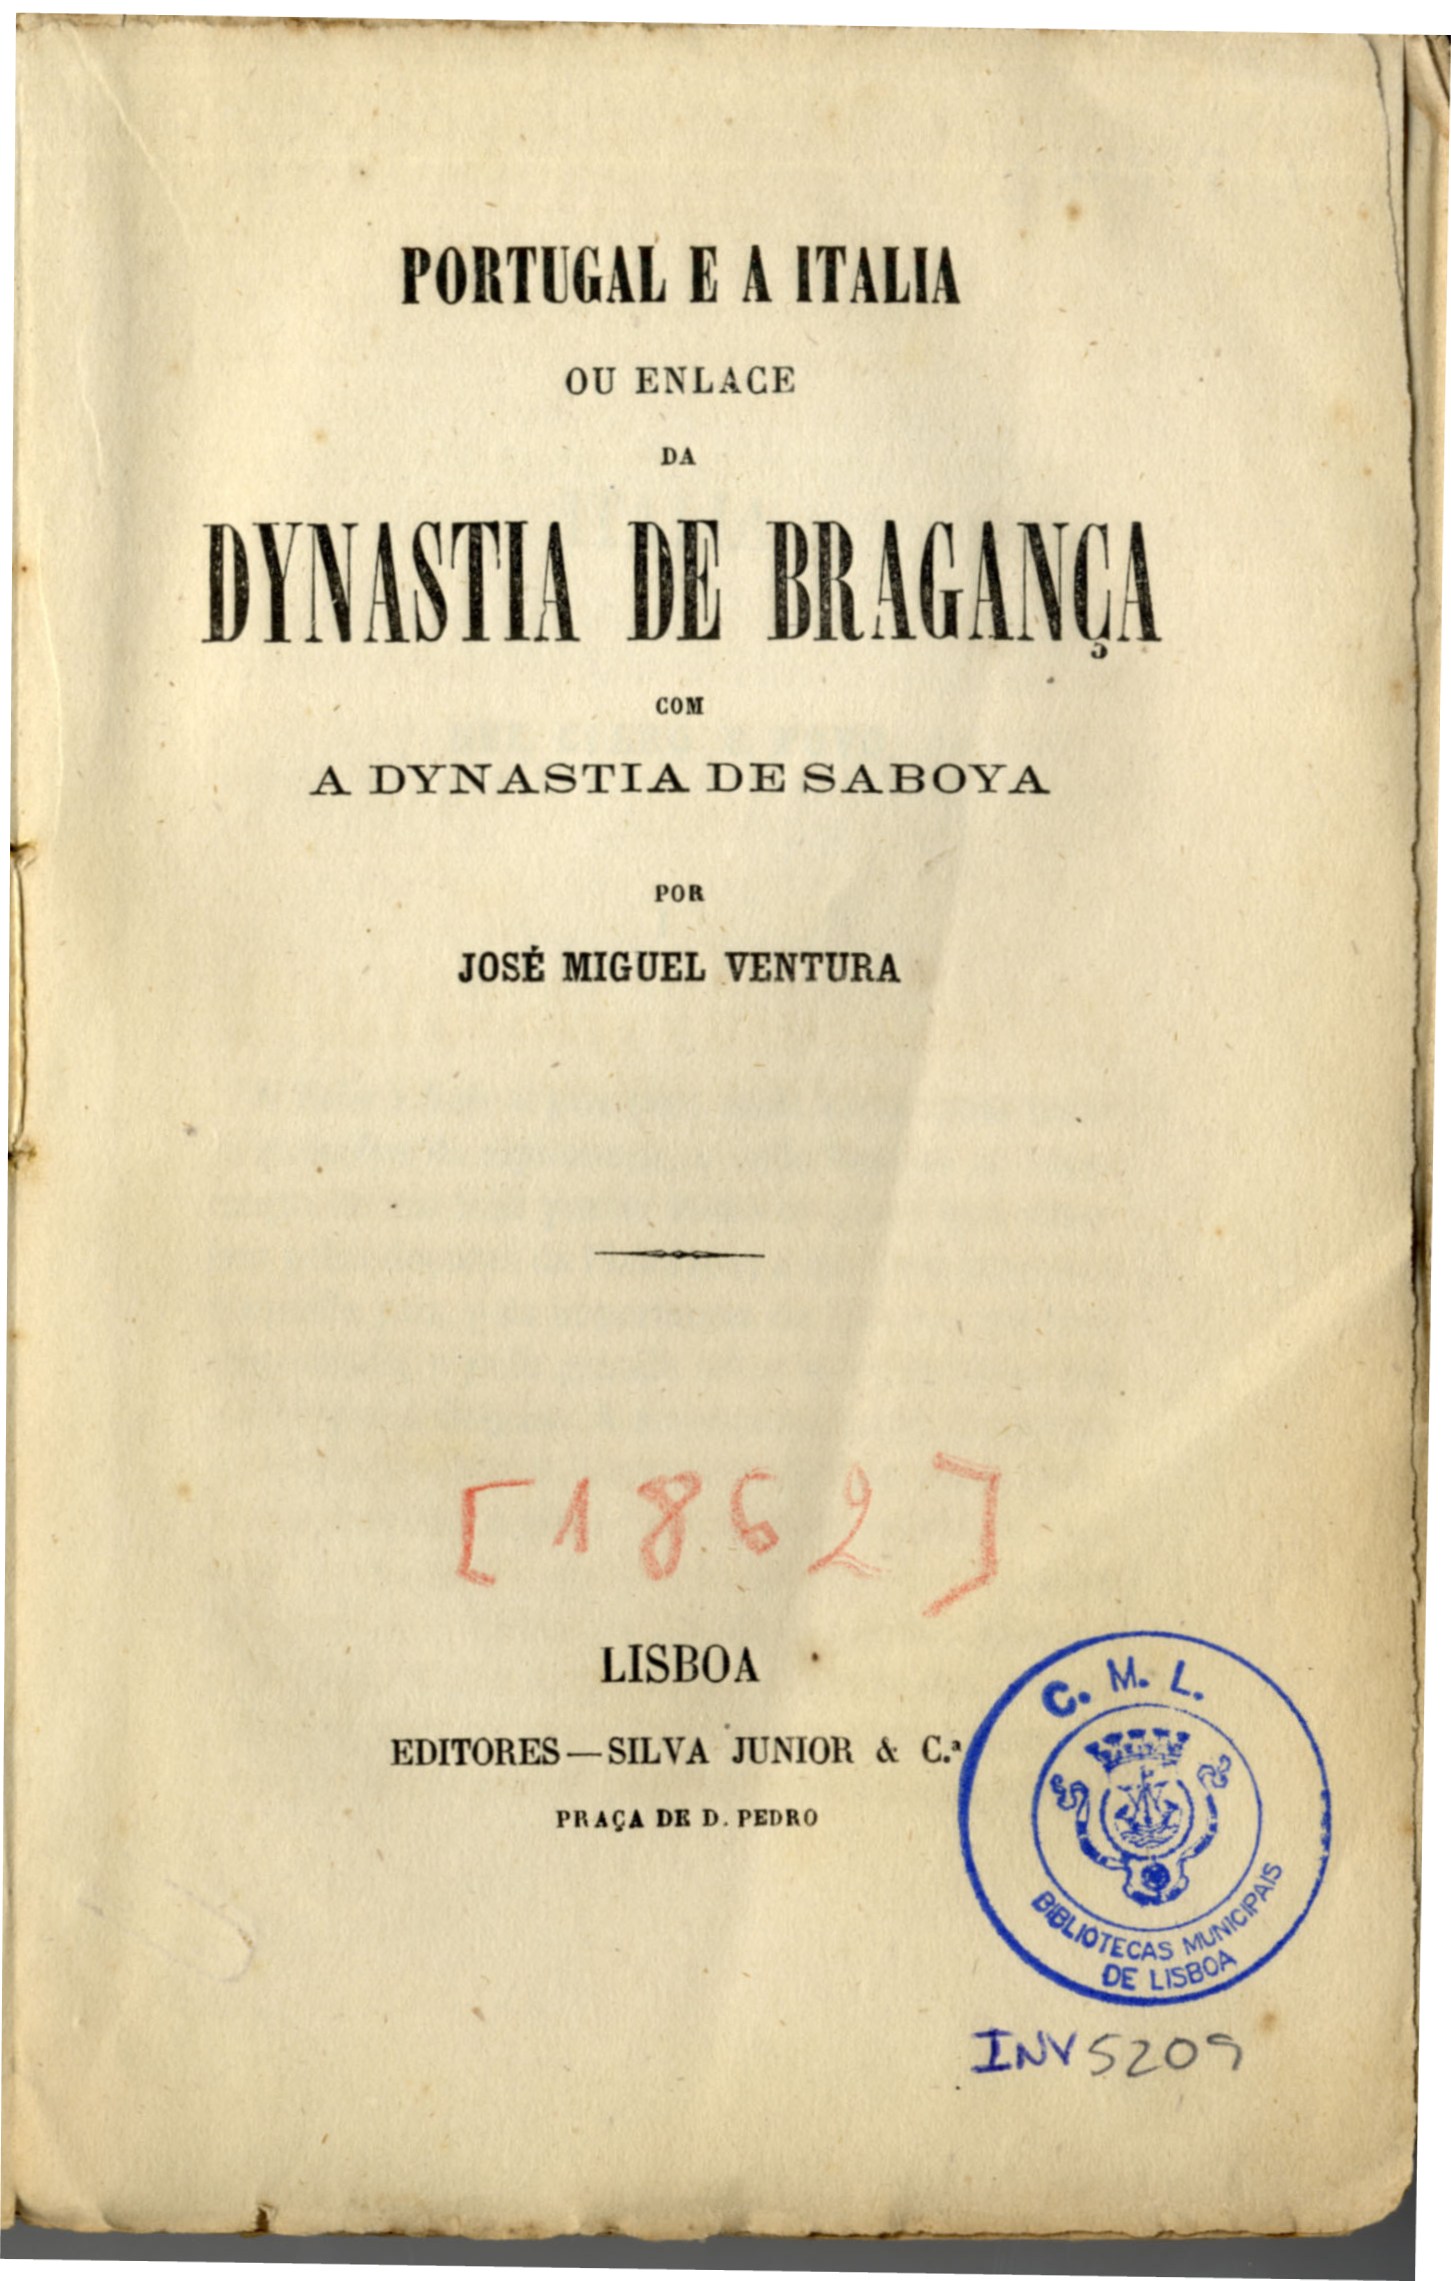 PORTUGAL E A ITALIA
OU ENLACE
DA
DYNASTIA DE BRAGANÇA
COM
A DYNASTIA DE SABOYA
POR
JOSÉ MIGUEL VENTURA
[1862]
LISBOA
EDITORES—SILVA JUNIOR & C.ª
PRAÇA DE D. PEDRO
C. M. L.
BIBLIOTECAS MUNICIPAIS
DE LISBOA
INV 5209